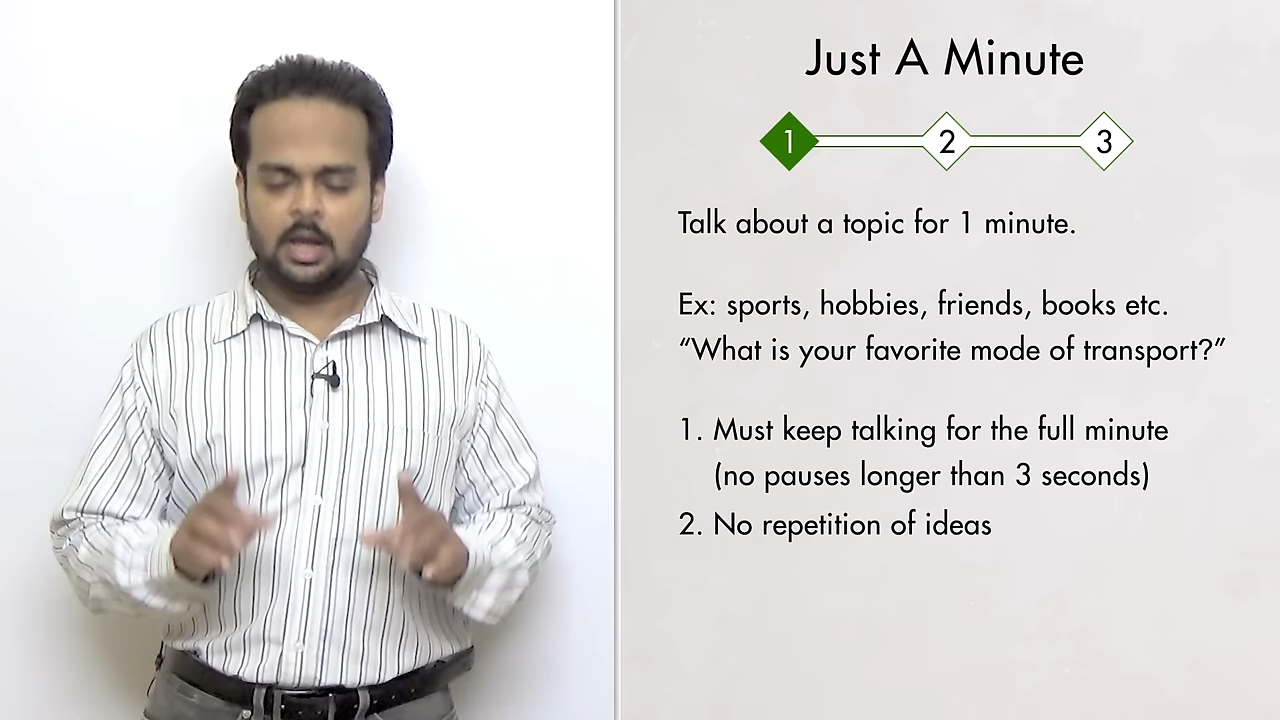 Just A Minute
1 2 3
Talk about a topic for 1 minute.
Ex: sports, hobbies, friends, books etc.
“What is your favorite mode of transport?”
1. Must keep talking for the full minute
(no pauses longer than 3 seconds)
2. No repetition of ideas